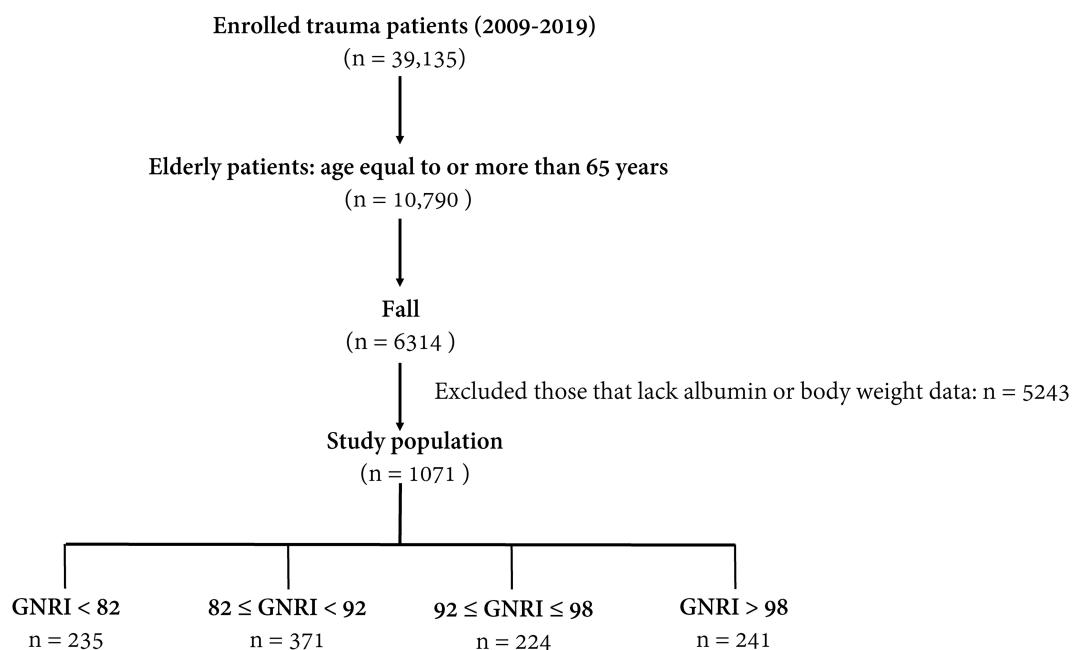 Enrolled trauma patients (2009-2019)
(n = 39,135)
Elderly patients: age equal to or more than 65 years
(n = 10,790 )
Fall
(n = 6314 )
Excluded those that lack albumin or body weight data: n = 5243
Study population
(n = 1071 )
GNRI < 82
82 ≤ GNRI < 92
92 ≤ GNRI ≤ 98
GNRI > 98
n = 235
n = 371
n = 224
n = 241